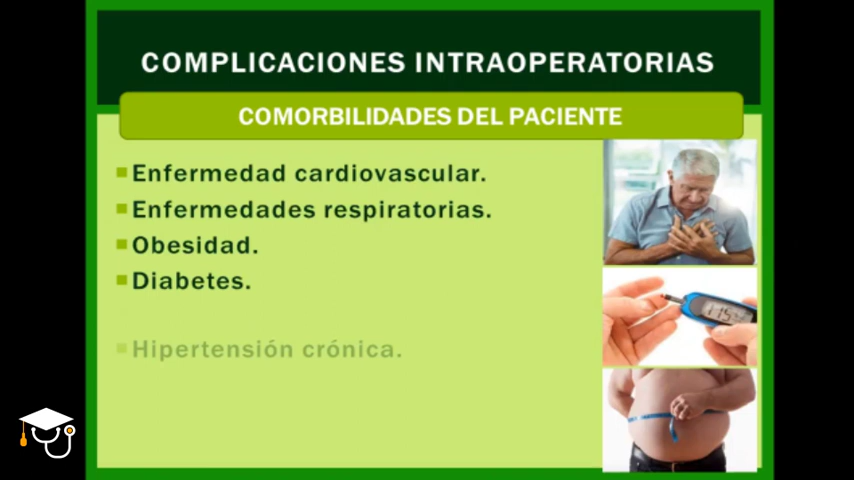 COMPLICACIONES INTRAOPERATORIAS
COMORBILIDADES DEL PACIENTE
Enfermedad cardiovascular.
Enfermedades respiratorias.
Obesidad.
Diabetes.
Hipertensión crónica.